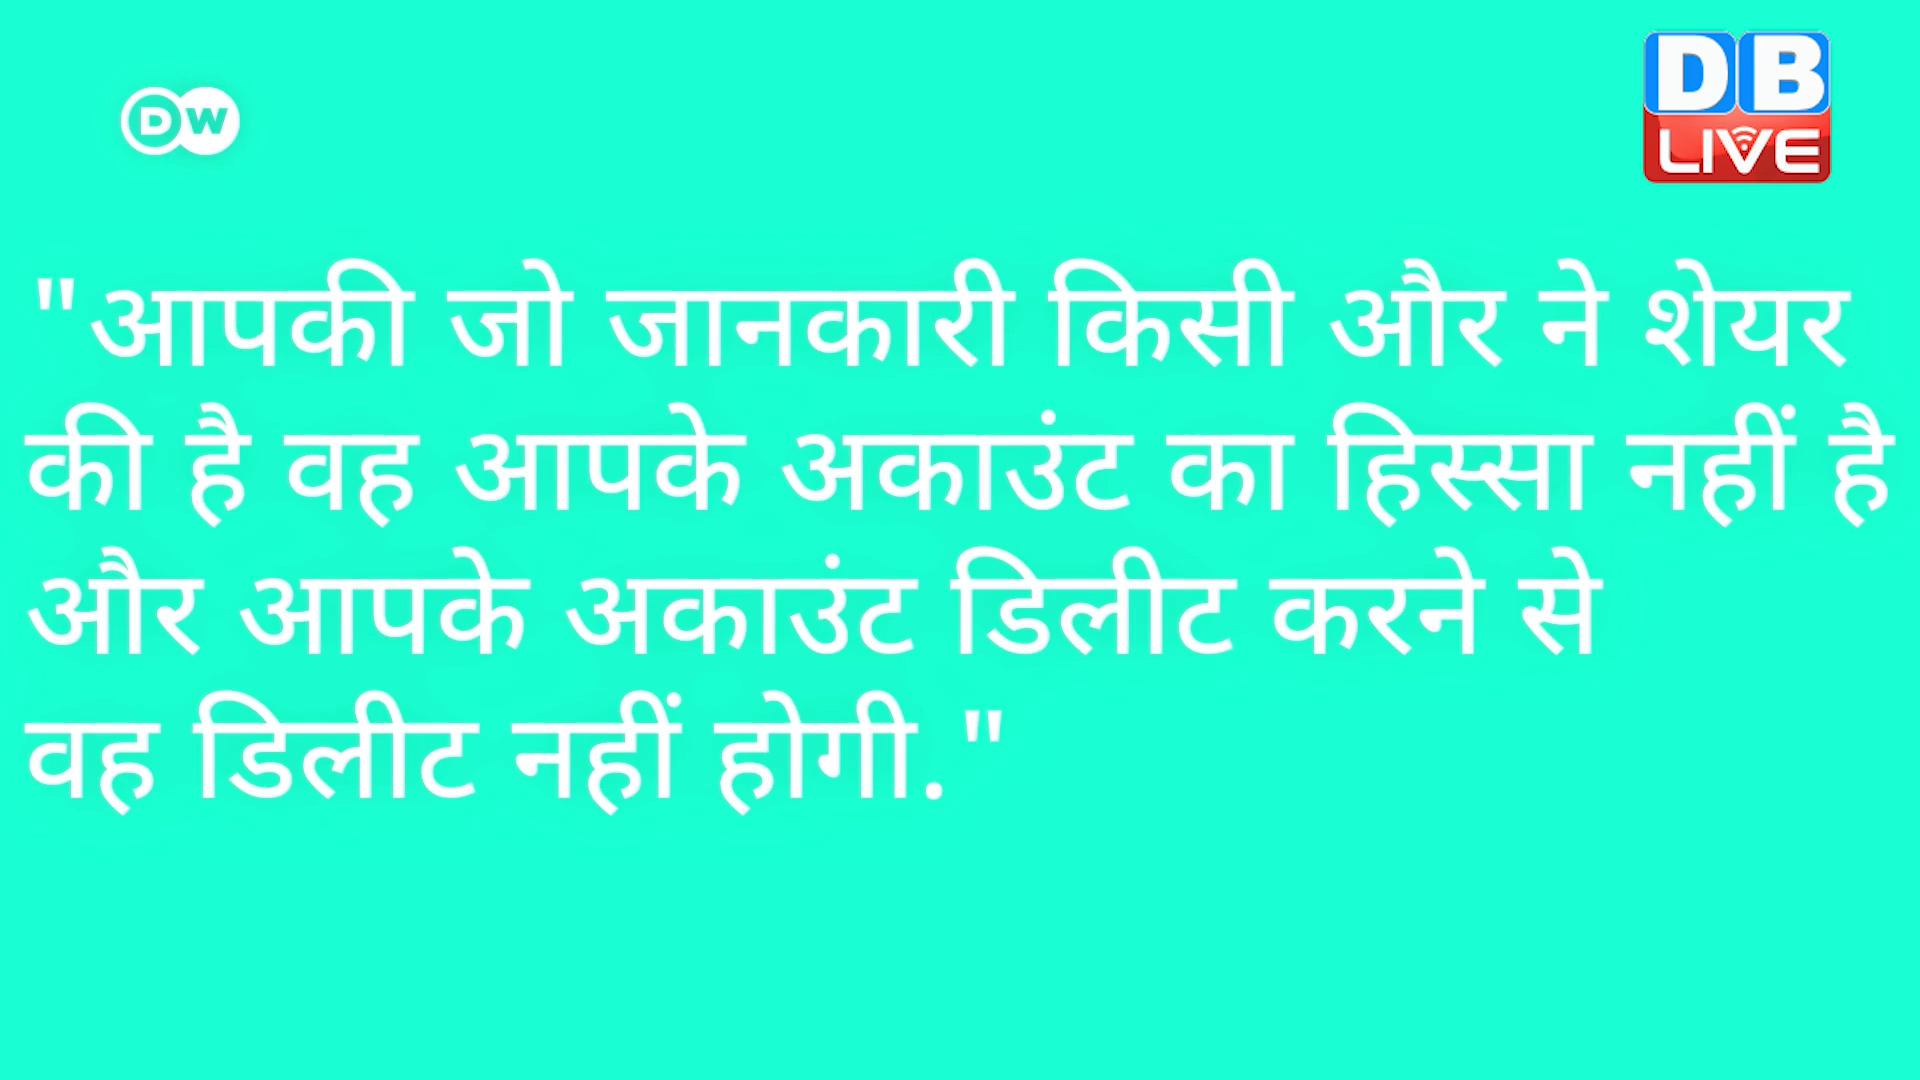 DW
DB
LIVE
"आपकी जो जानकारी किसी और ने शेयर
की है वह आपके अकाउंट का हिस्सा नहीं है
और आपके अकाउंट डिलीट करने से
वह डिलीट नहीं होगी."